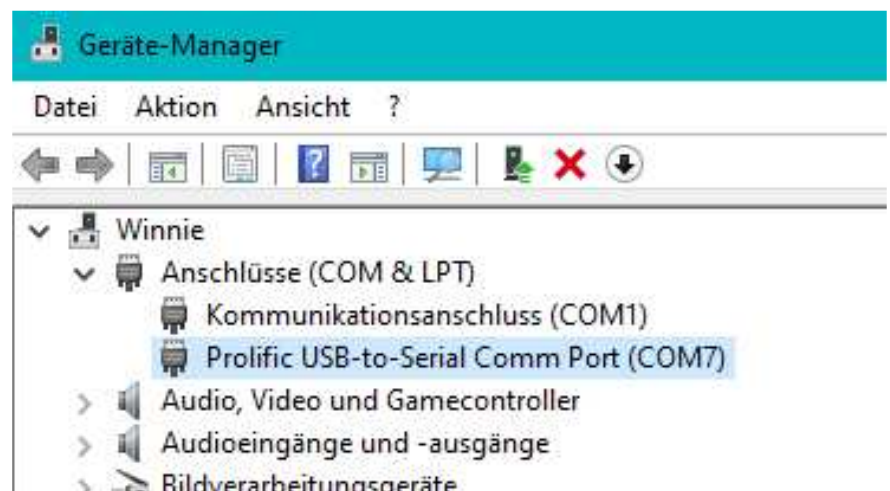 Geräte-Manager
Datei Aktion Ansicht ?
Winnie
Anschlüsse (COM & LPT)
Kommunikationsanschluss (COM1)
Prolific USB-to-Serial Comm Port (COM7)
Audio, Video und Gamecontroller
Audioeingänge und -ausgänge
Bildverarbeitungsgeräte